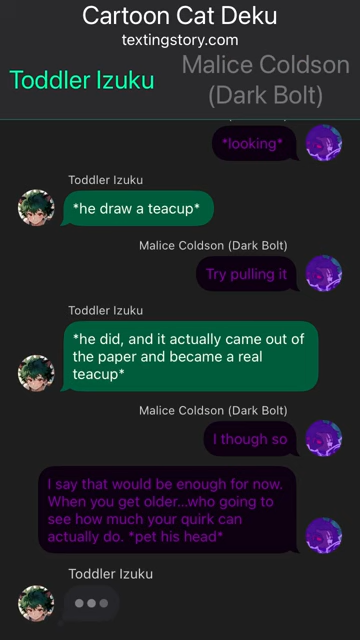 Cartoon Cat Deku
textingstory.com
Toddler Izuku
Malice Coldson
(Dark Bolt)
*looking*
Toddler Izuku
*he draw a teacup*
Malice Coldson (Dark Bolt)
Try pulling it
Toddler Izuku
*he did, and it actually came out of
the paper and became a real
teacup*
Malice Coldson (Dark Bolt)
I though so
I say that would be enough for now.
When you get older...who going to
see how much your quirk can
actually do. *pet his head*
Toddler Izuku